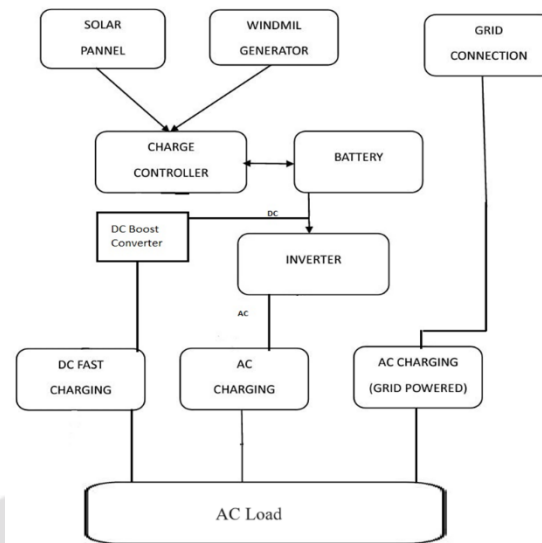 SOLAR
PANNEL
WINDMIL
GENERATOR
GRID
CONNECTION
CHARGE
CONTROLLER
BATTERY
DC
DC Boost
Converter
INVERTER
AC
DC FAST
CHARGING
AC
CHARGING
AC CHARGING
(GRID POWERED)
AC Load